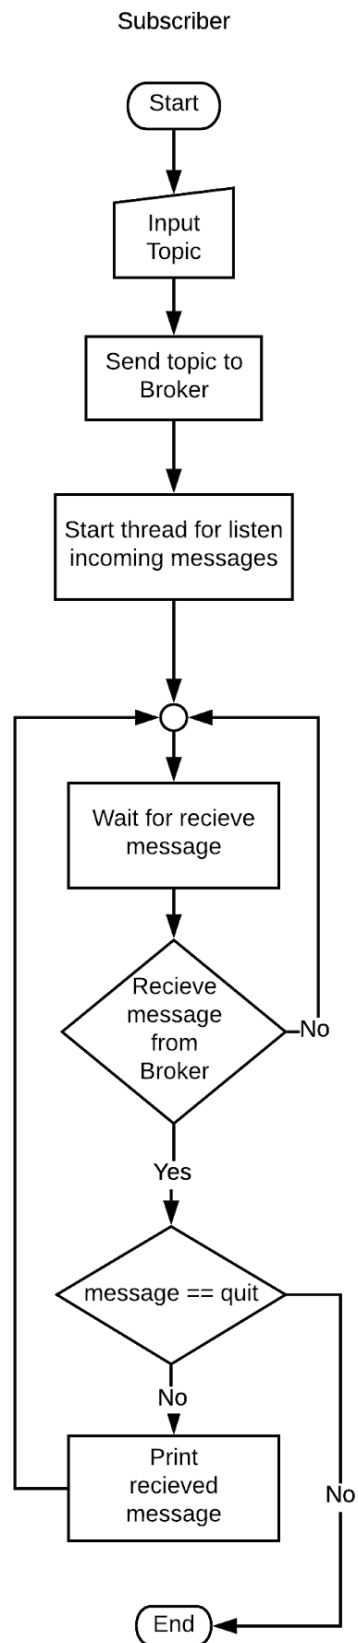 Subscriber
Start
Input
Topic
Send topic to
Broker
Start thread for listen
incoming messages
Wait for recieve
message
Recieve
message
from
Broker
No
Yes
message == quit
No
Print
recieved
message
No
End